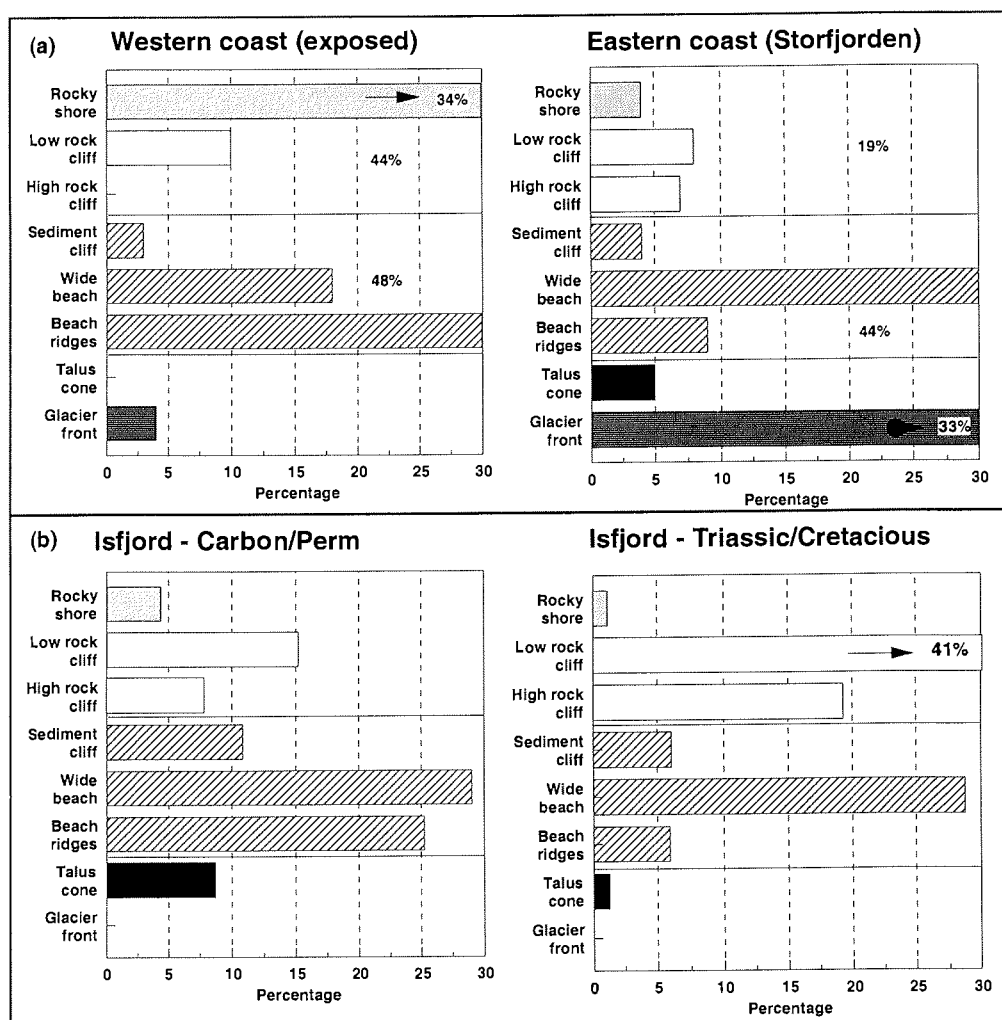 (a)
Western coast (exposed)
Rocky
shore
34%
Low rock
cliff
44%
High rock
cliff
Sediment
cliff
Wide
beach
48%
Beach
ridges
Talus
cone
Glacier
front
0 5 10 15 20 25 30
Percentage
Eastern coast (Storfjorden)
Rocky
shore
Low rock
cliff
19%
High rock
cliff
Sediment
cliff
Wide
beach
Beach
ridges
44%
Talus
cone
Glacier
front
33%
0 5 10 15 20 25 30
Percentage
(b)
Isfjord - Carbon/Perm
Rocky
shore
Low rock
cliff
High rock
cliff
Sediment
cliff
Wide
beach
Beach
ridges
Talus
cone
Glacier
front
0 5 10 15 20 25 30
Percentage
Isfjord - Triassic/Cretacious
Rocky
shore
Low rock
cliff
41%
High rock
cliff
Sediment
cliff
Wide
beach
Beach
ridges
Talus
cone
Glacier
front
0 5 10 15 20 25 30
Percentage